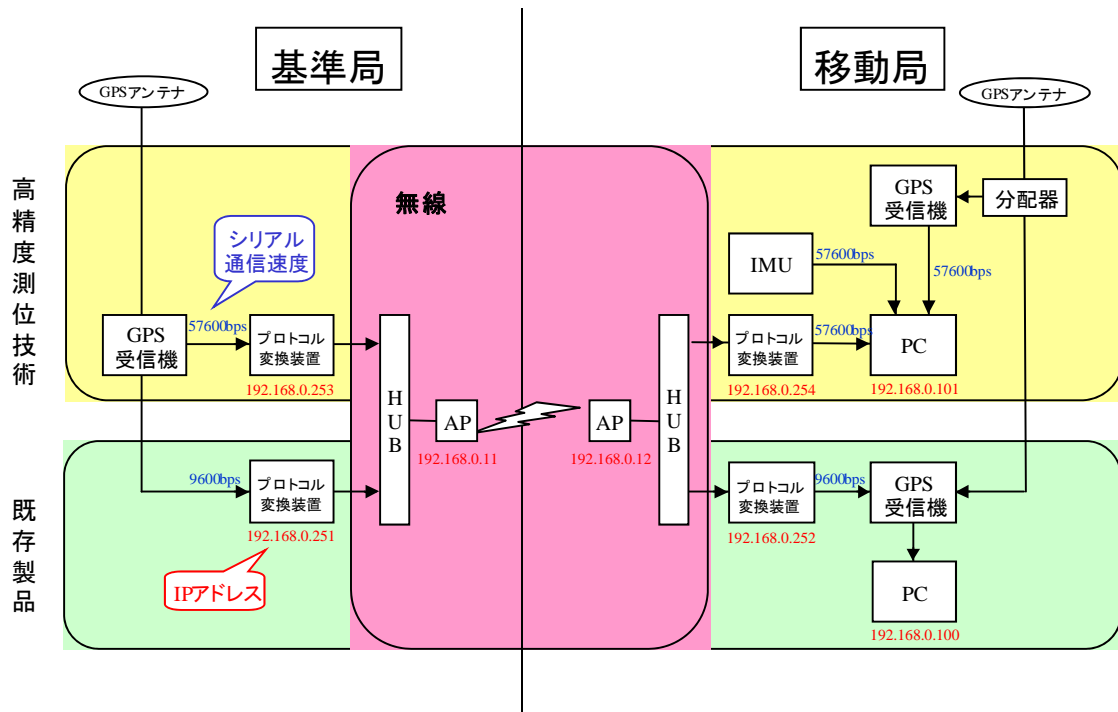 基準局
移動局
GPSアンテナ
GPSアンテナ
高精度測位技術
無線
シリアル
通信速度
57600bps
GPS
受信機
プロトコル
変換装置
192.168.0.253
HUB
AP
192.168.0.11
AP
192.168.0.12
HUB
GPS
受信機
分配器
IMU
57600bps
57600bps
プロトコル
変換装置
192.168.0.254
57600bps
PC
192.168.0.101
既存製品
9600bps
プロトコル
変換装置
192.168.0.251
IPアドレス
プロトコル
変換装置
192.168.0.252
9600bps
GPS
受信機
PC
192.168.0.100